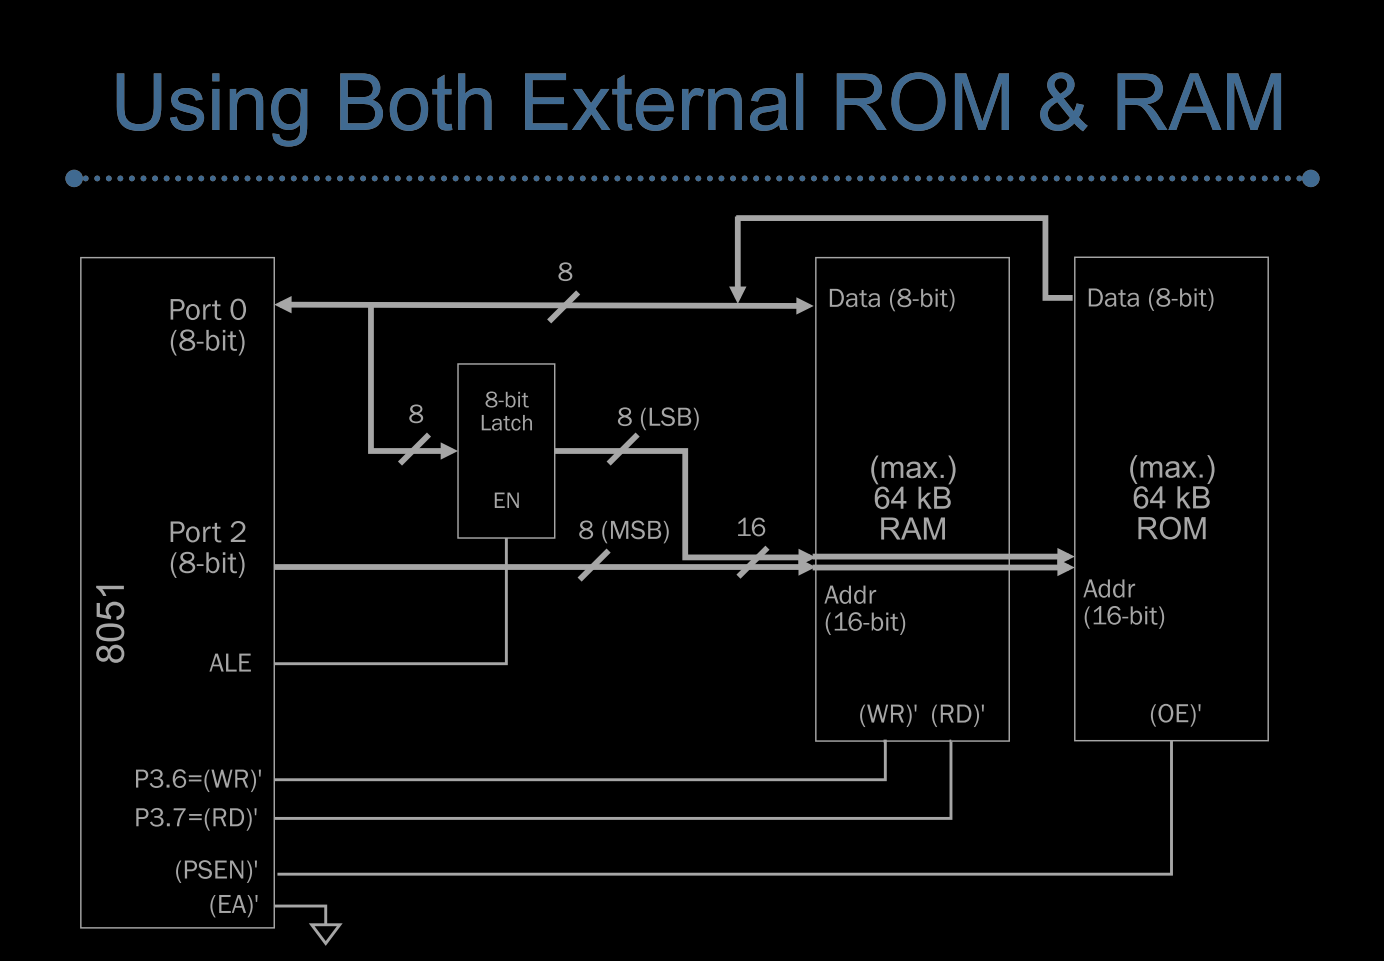 Using Both External ROM & RAM
8051
Port 0
(8-bit)
8
8
8-bit
Latch
EN
8 (LSB)
Port 2
(8-bit)
8 (MSB)
16
ALE
P3.6=(WR)'
P3.7=(RD)'
(PSEN)'
(EA)'
Data (8-bit)
(max.)
64 kB
RAM
Addr
(16-bit)
(WR)' (RD)'
Data (8-bit)
(max.)
64 kB
ROM
Addr
(16-bit)
(OE)'